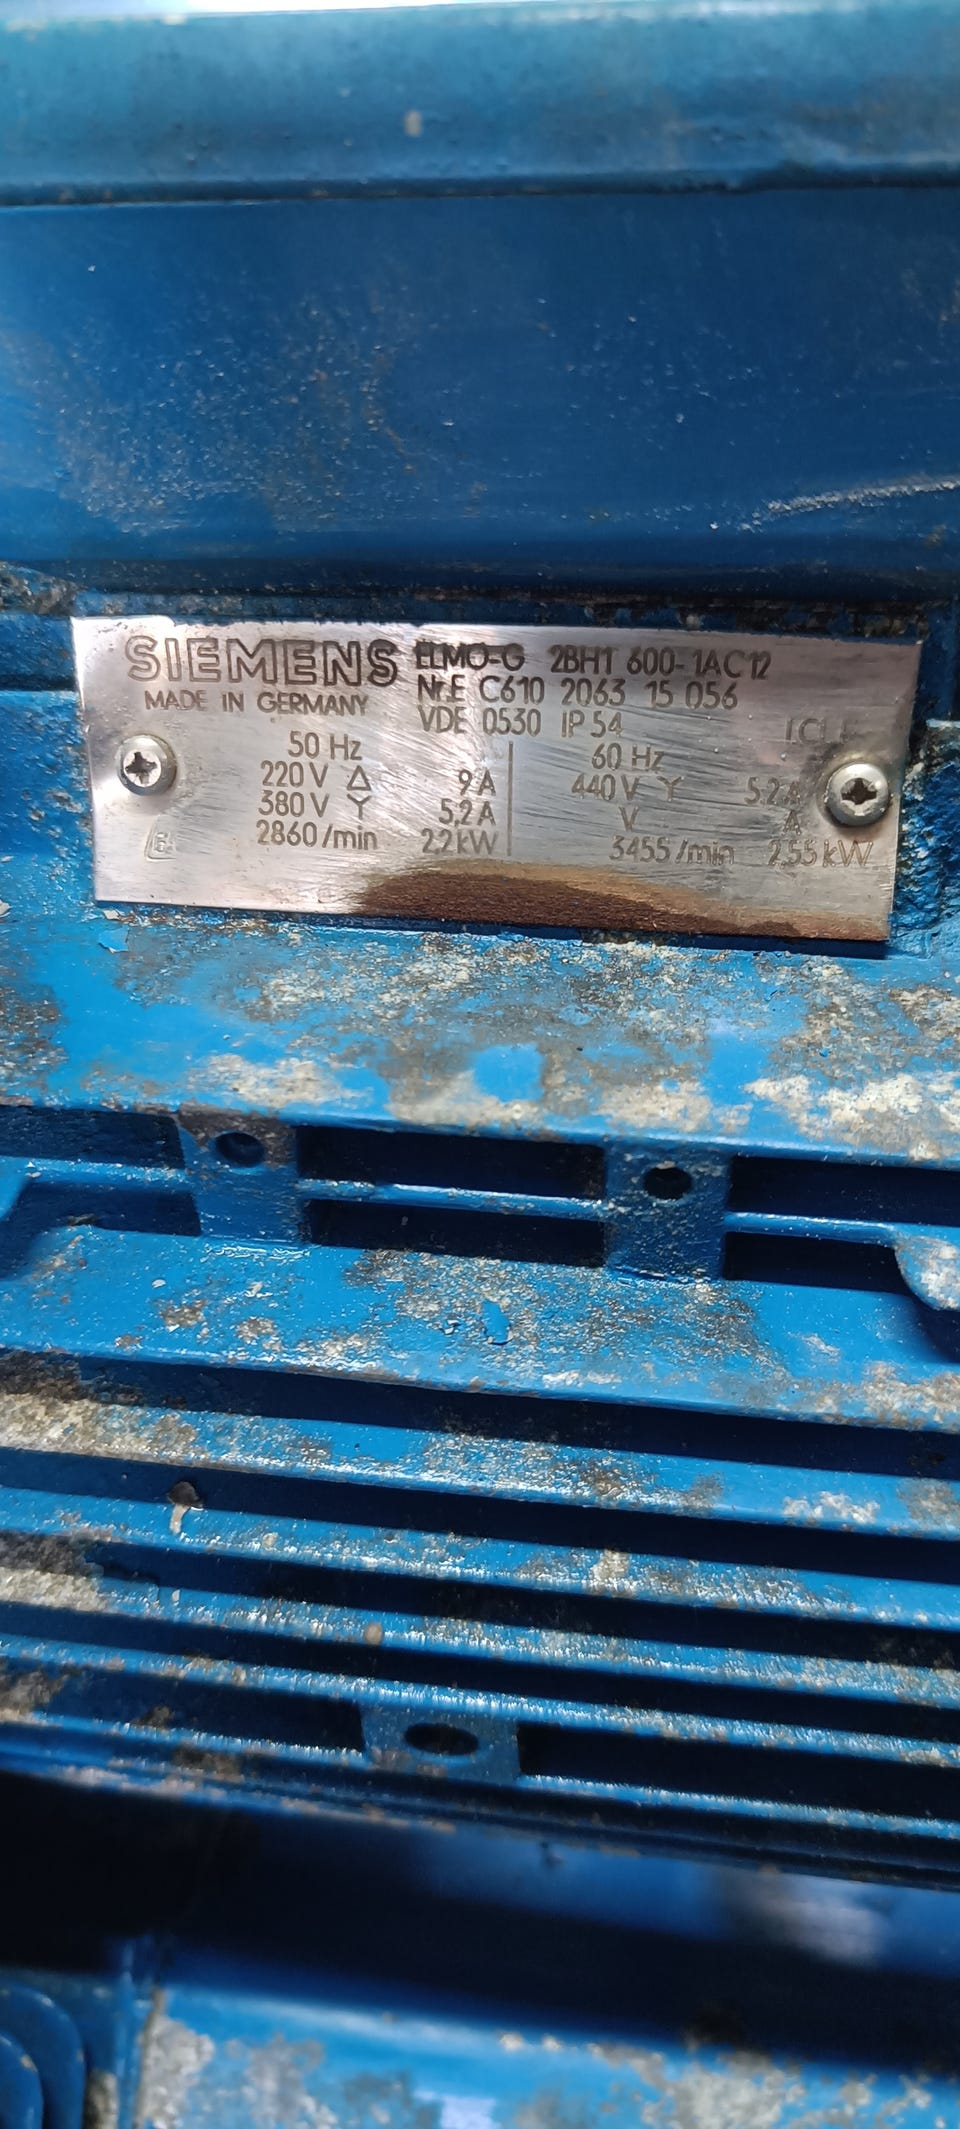 SIEMENS ELMO-G 2BH1 600-1AC12
MADE IN GERMANY Nr.E C610 2063 15 056
VDE 0530 IP 54 I.CL F
50 Hz 60 Hz
220 V Δ 9 A 440 V Y 5,2 A
380 V Y 5,2 A V A
2860/min 2,2 kW 3455/min 2,55 kW